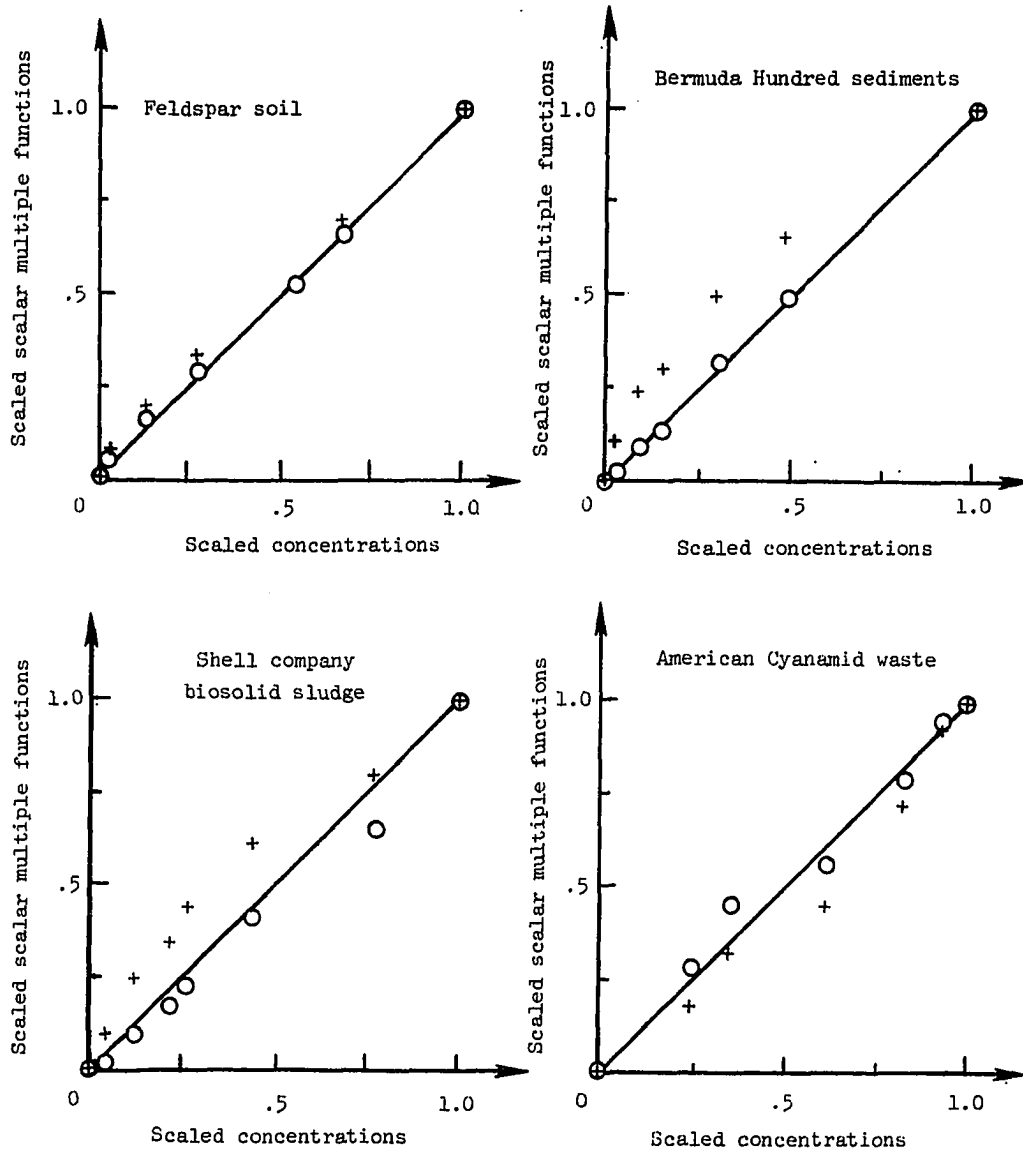 Scaled scalar multiple functions
Feldspar soil
1.0
.5
0
.5
1.0
Scaled concentrations
Scaled scalar multiple functions
Bermuda Hundred sediments
1.0
.5
0
.5
1.0
Scaled concentrations
Scaled scalar multiple functions
Shell company
biosolid sludge
1.0
.5
0
.5
1.0
Scaled concentrations
Scaled scalar multiple functions
American Cyanamid waste
1.0
.5
0
.5
1.0
Scaled concentrations